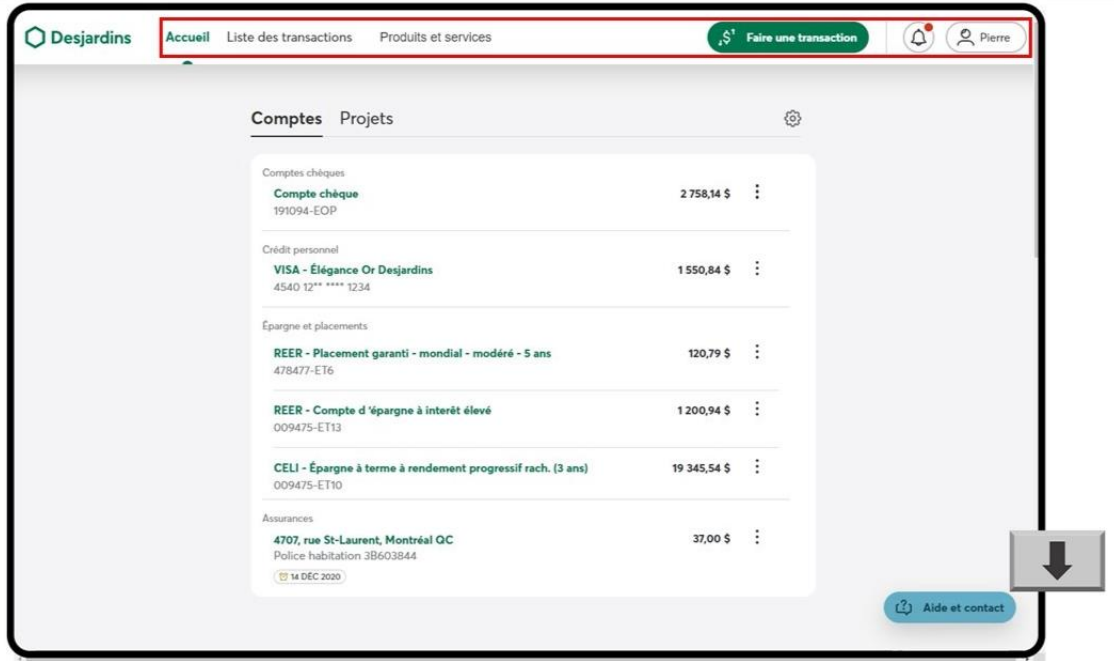 Desjardins Accueil Liste des transactions Produits et services Faire une transaction Pierre
Comptes Projets
Comptes chèques
Compte chèque 2 758,14 $
191094-EOP
Crédit personnel
VISA - Élégance Or Desjardins 1 550,84 $
4540 12** **** 1234
Épargne et placements
REER - Placement garanti - mondial - modéré - 5 ans 120,79 $
478477-ET6
REER - Compte d 'épargne à interêt élevé 1 200,94 $
009475-ET13
CELI - Épargne à terme à rendement progressif rach. (3 ans) 19 345,54 $
009475-ET10
Assurances
4707, rue St-Laurent, Montréal QC 37,00 $
Police habitation 3B603844
14 DÉC 2020
Aide et contact